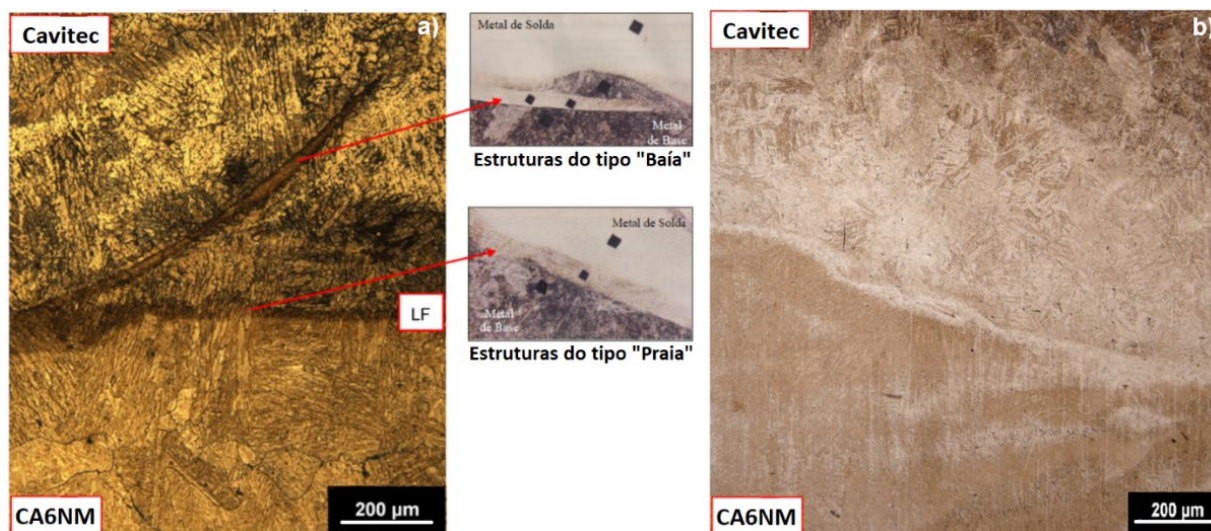 Cavitec
a)
LF
CA6NM
200 µm
Metal de Solda
Metal
de Base
Estruturas do tipo "Baía"
Metal de Solda
Metal
de Base
Estruturas do tipo "Praia"
Cavitec
b)
CA6NM
200 µm